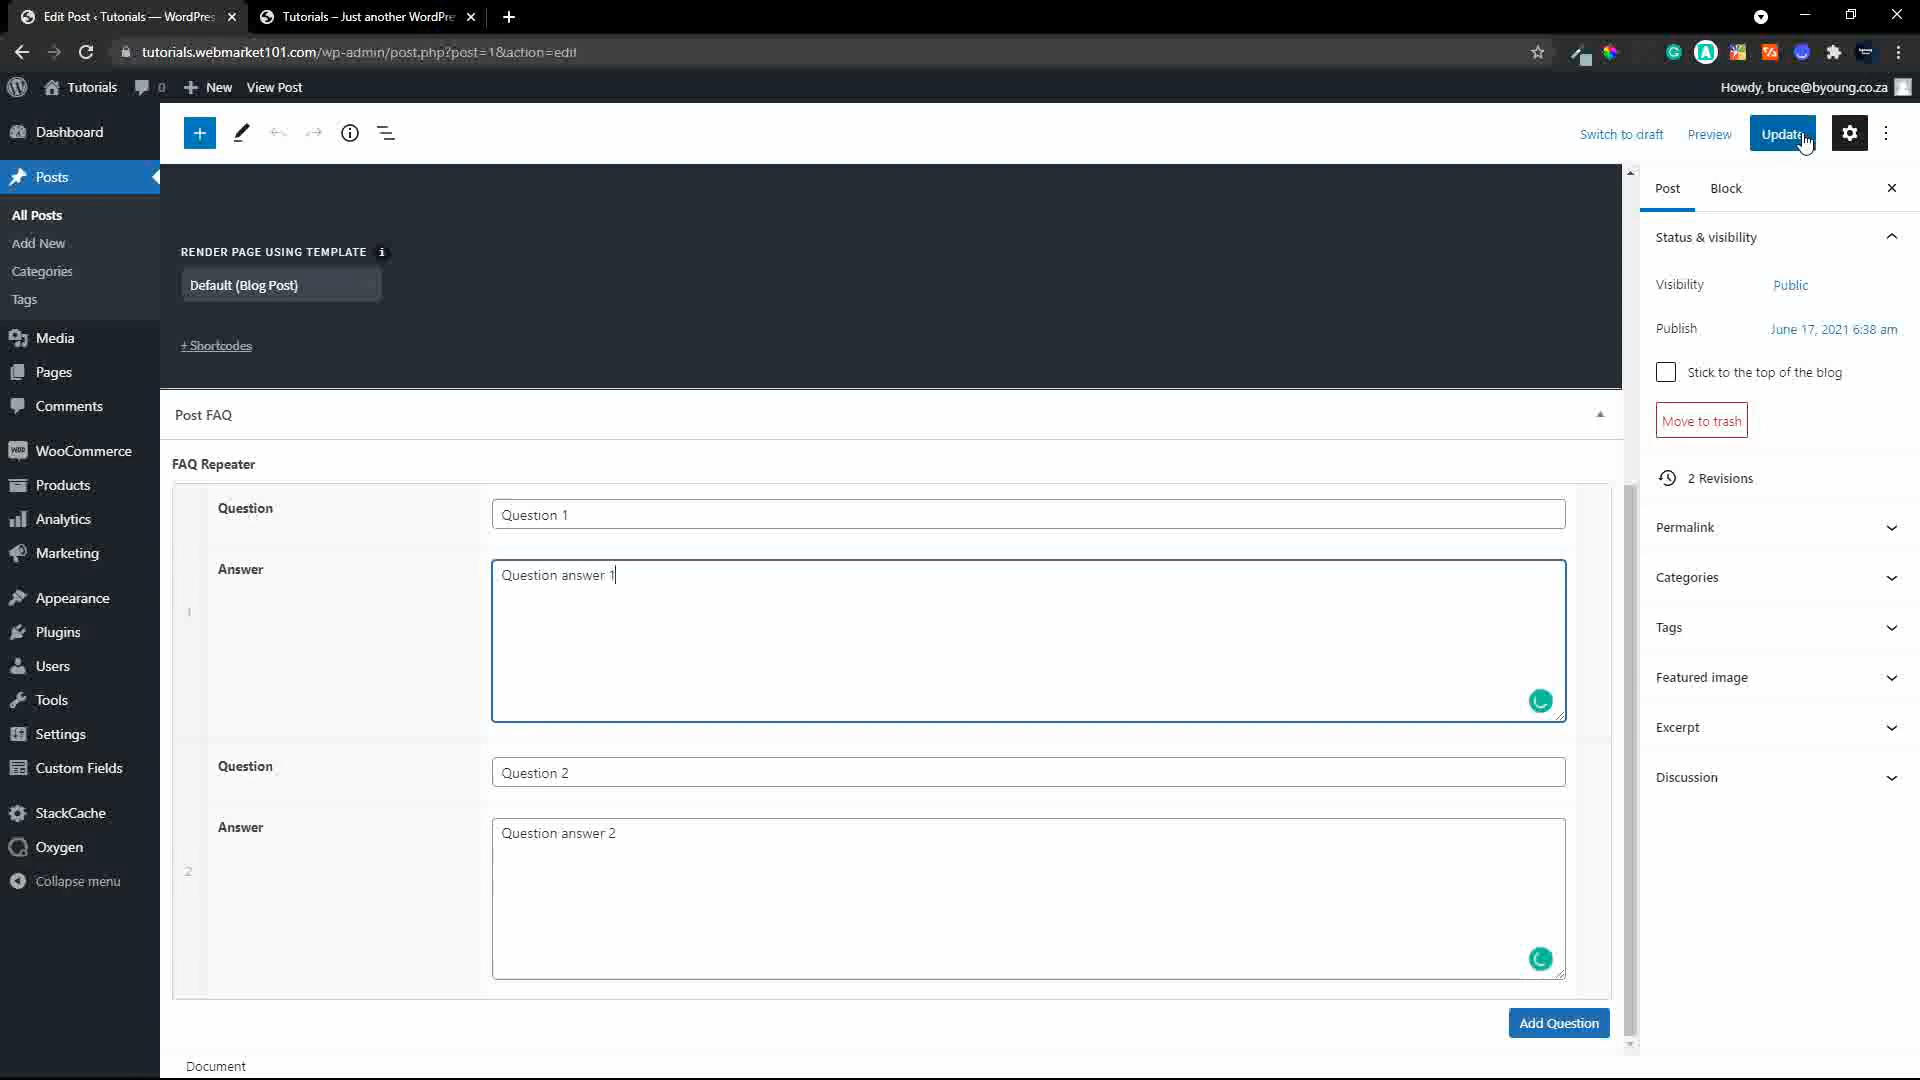 Edit Post ‹ Tutorials — WordPres
Tutorials – Just another WordPre
tutorials.webmarket101.com/wp-admin/post.php?post=1&action=edit
Tutorials
0
New
View Post
Howdy, bruce@byoung.co.za
Dashboard
Posts
All Posts
Add New
Categories
Tags
Media
Pages
Comments
WooCommerce
Products
Analytics
Marketing
Appearance
Plugins
Users
Tools
Settings
Custom Fields
StackCache
Oxygen
Collapse menu
Switch to draft
Preview
Update
RENDER PAGE USING TEMPLATE i
Default (Blog Post)
+ Shortcodes
Post FAQ
FAQ Repeater
1
Question
Question 1
Answer
Question answer 1
2
Question
Question 2
Answer
Question answer 2
Add Question
Document
Post
Block
Status & visibility
Visibility
Public
Publish
June 17, 2021 6:38 am
Stick to the top of the blog
Move to trash
2 Revisions
Permalink
Categories
Tags
Featured image
Excerpt
Discussion